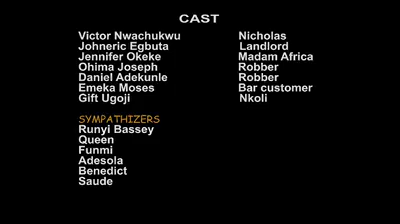 CAST
Victor Nwachukwu Nicholas
Johneric Egbuta Landlord
Jennifer Okeke Madam Africa
Ohima Joseph Robber
Daniel Adekunle Robber
Emeka Moses Bar customer
Gift Ugoji Nkoli
SYMPATHIZERS
Runyi Bassey
Queen
Funmi
Adesola
Benedict
Saude